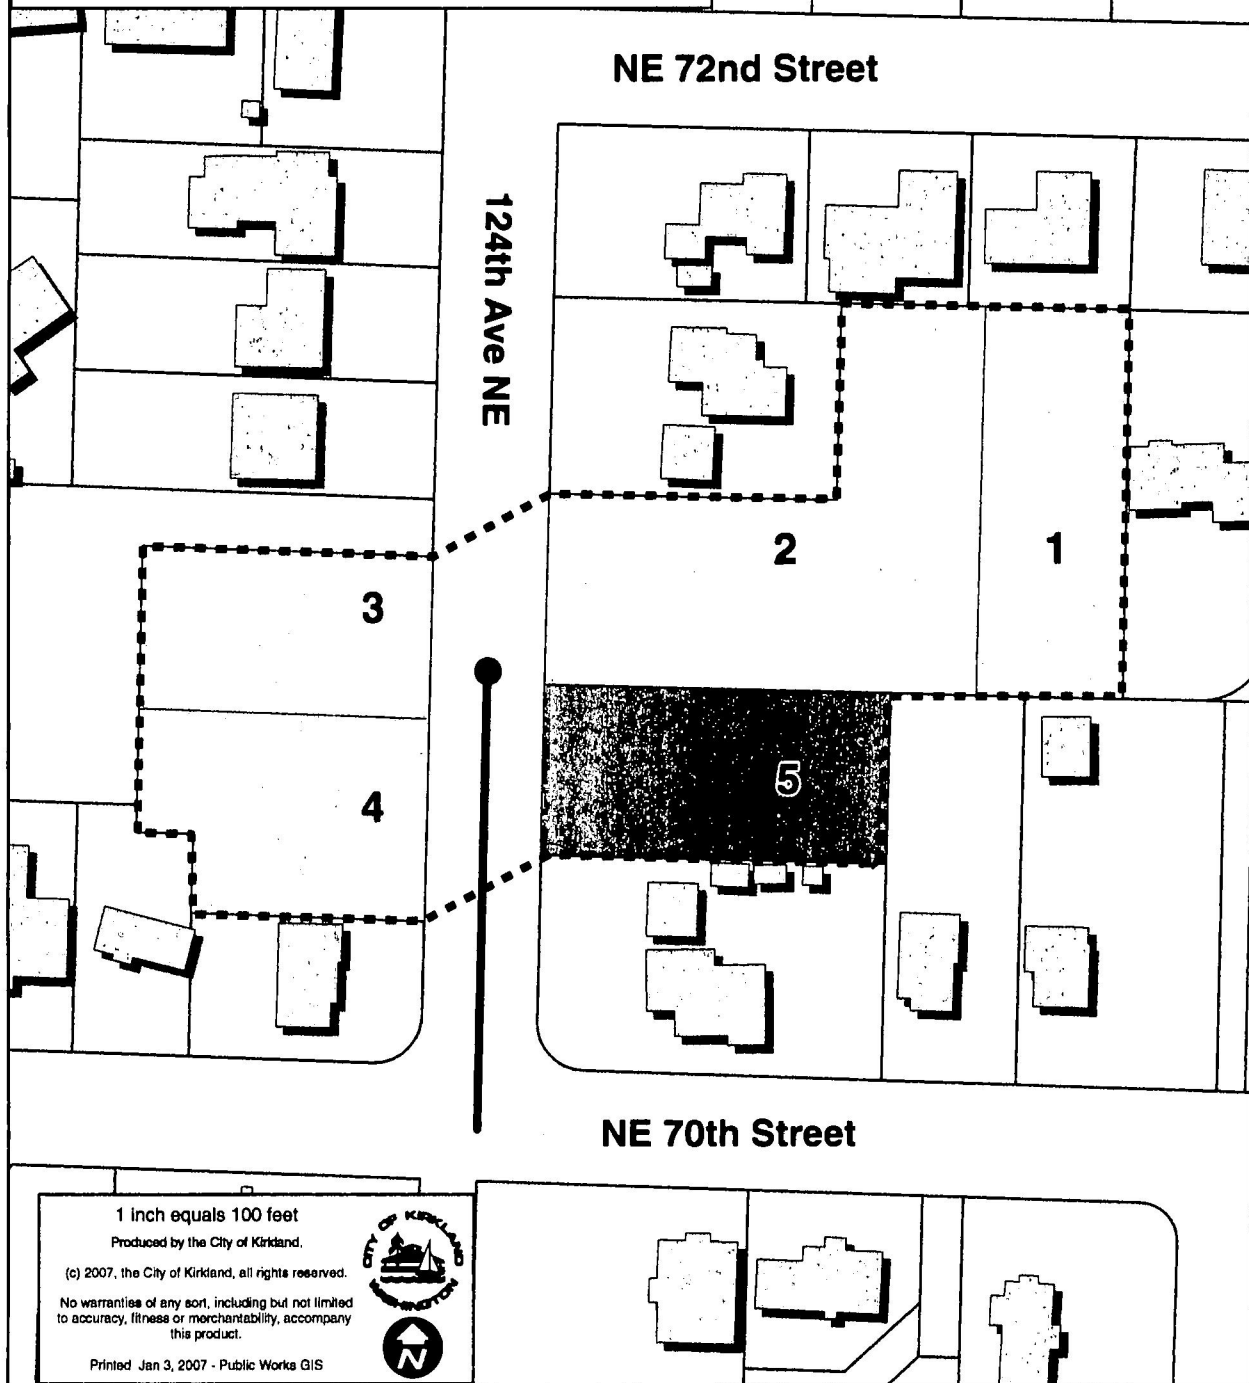 NE 72nd Street
124th Ave NE
2
1
3
5
4
NE 70th Street
1 inch equals 100 feet
Produced by the City of Kirkland.
(c) 2007, the City of Kirkland, all rights reserved.
No warranties of any sort, including but not limited
to accuracy, fitness or merchantability, accompany
this product.
Printed Jan 3, 2007 - Public Works GIS
CITY OF KIRKLAND
WASHINGTON
N